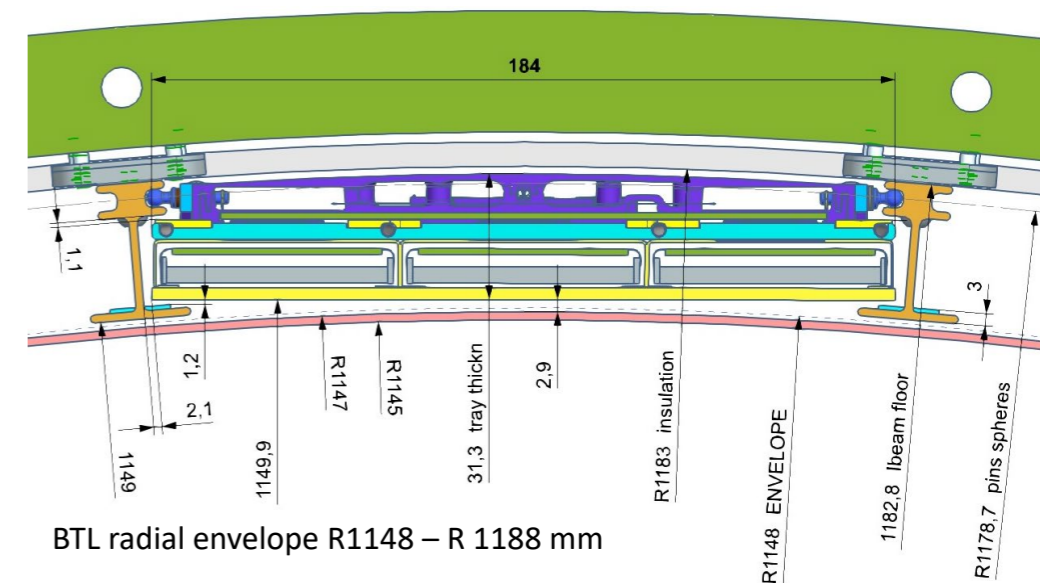 184
1,1
1,2
2,1
1149
1149,9
R1147
R1145
31,3 tray thickn
2,9
R1183 insulation
R1148 ENVELOPE
1182,8 Ibeam floor
3
R1178,7 pins spheres
BTL radial envelope R1148 – R 1188 mm